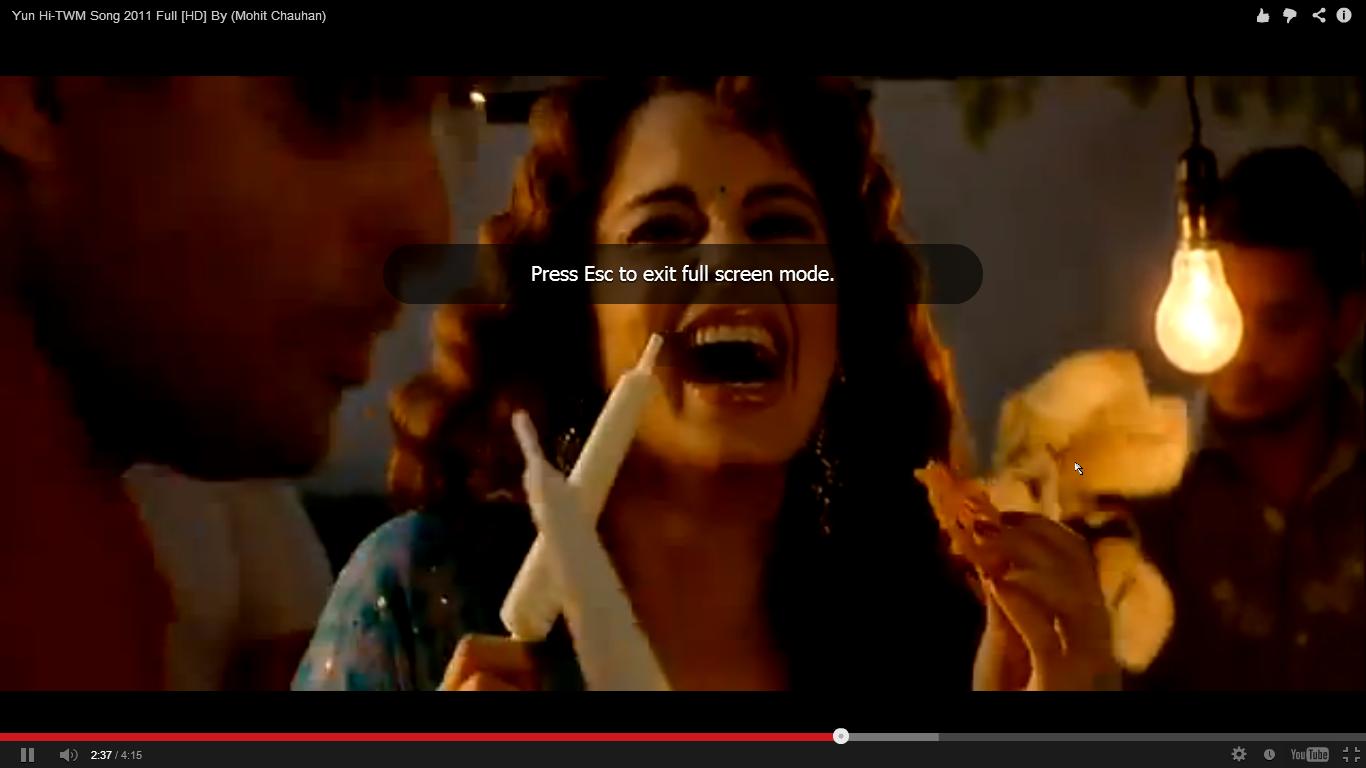 Yun Hi-TWM Song 2011 Full [HD] By (Mohit Chauhan)
Press Esc to exit full screen mode.
2:37 / 4:15
YouTube